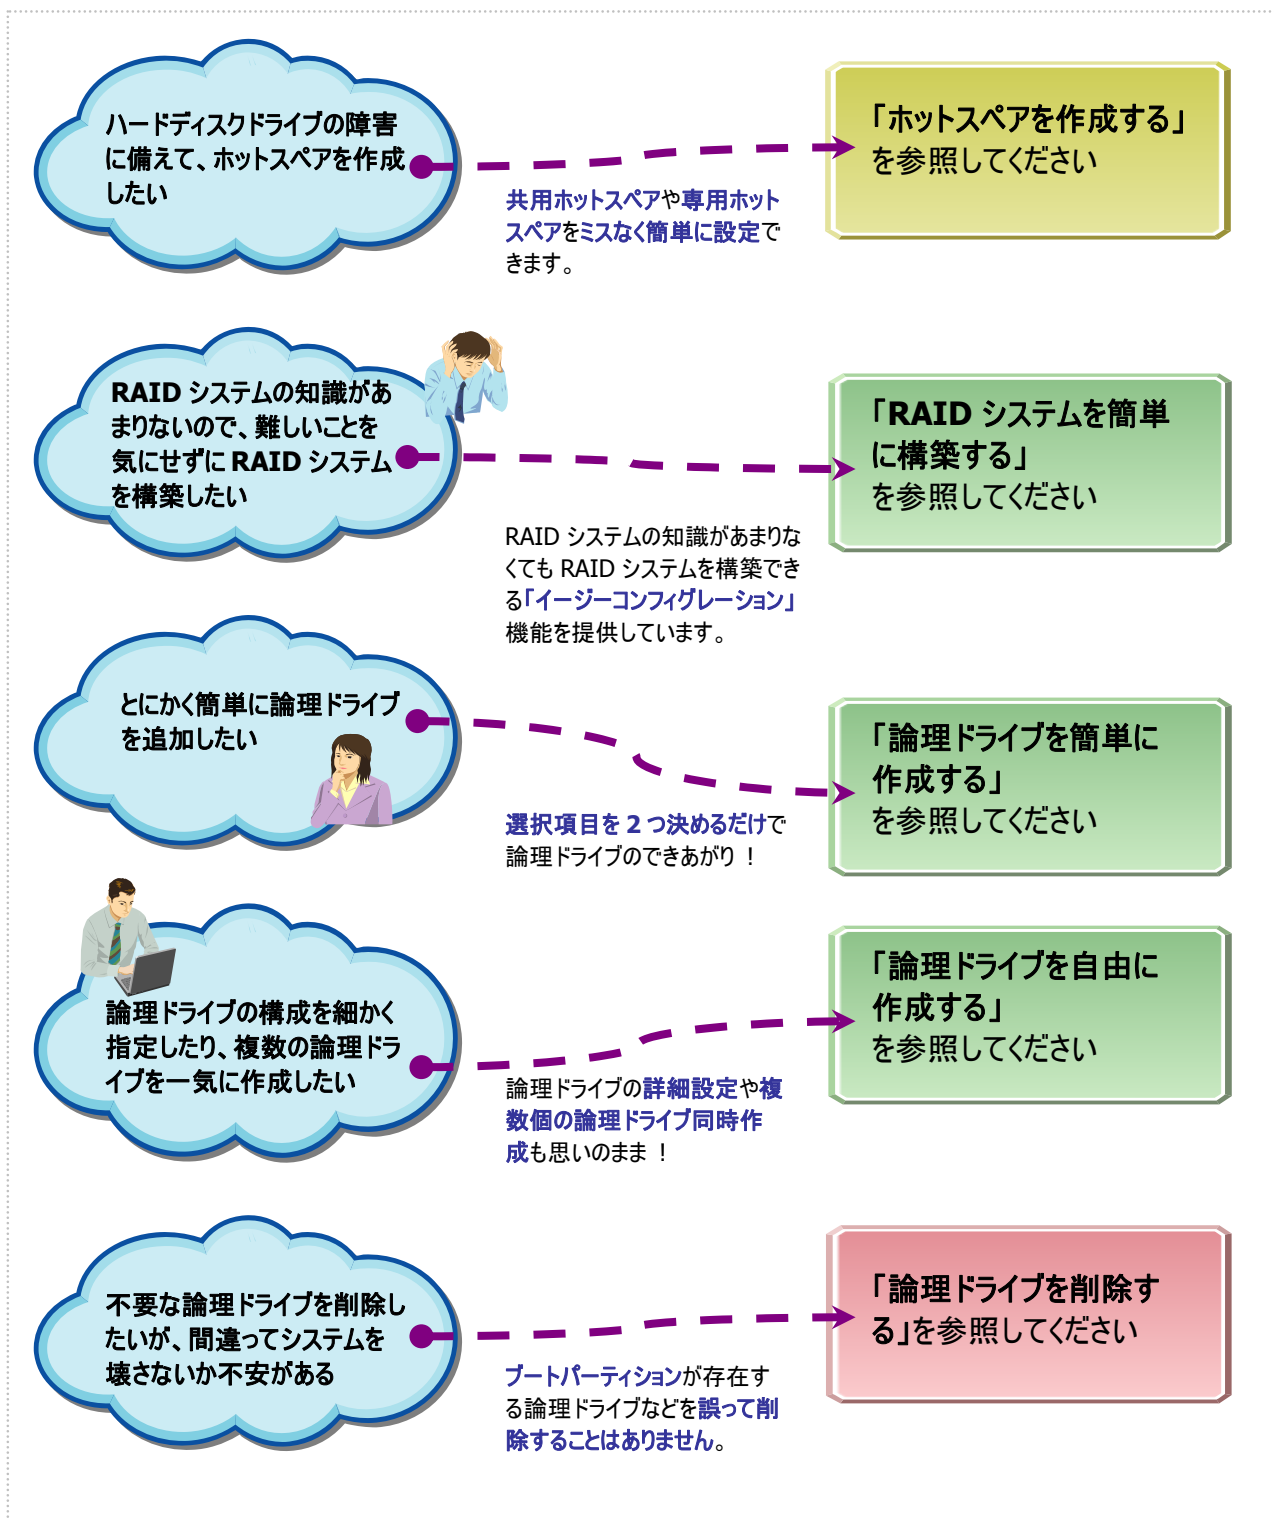 ハードディスクドライブの障害
に備えて、ホットスペアを作成
したい
「ホットスペアを作成する」
を参照してください
共用ホットスペアや専用ホット
スペアをミスなく簡単に設定で
きます。
RAID システムの知識があ
まりないので、難しいことを
気にせずに RAID システム
を構築したい
「RAID システムを簡単
に構築する」
を参照してください
RAID システムの知識があまりな
くても RAID システムを構築でき
る「イージーコンフィグレーション」
機能を提供しています。
とにかく簡単に論理ドライブ
を追加したい
「論理ドライブを簡単に
作成する」
を参照してください
選択項目を 2 つ決めるだけで
論理ドライブのできあがり！
論理ドライブの構成を細かく
指定したり、複数の論理ドラ
イブを一気に作成したい
「論理ドライブを自由に
作成する」
を参照してください
論理ドライブの詳細設定や複
数個の論理ドライブ同時作
成も思いのまま！
不要な論理ドライブを削除し
たいが、間違ってシステムを
壊さないか不安がある
「論理ドライブを削除す
る」を参照してください
ブートパーティションが存在す
る論理ドライブなどを誤って削
除することはありません。